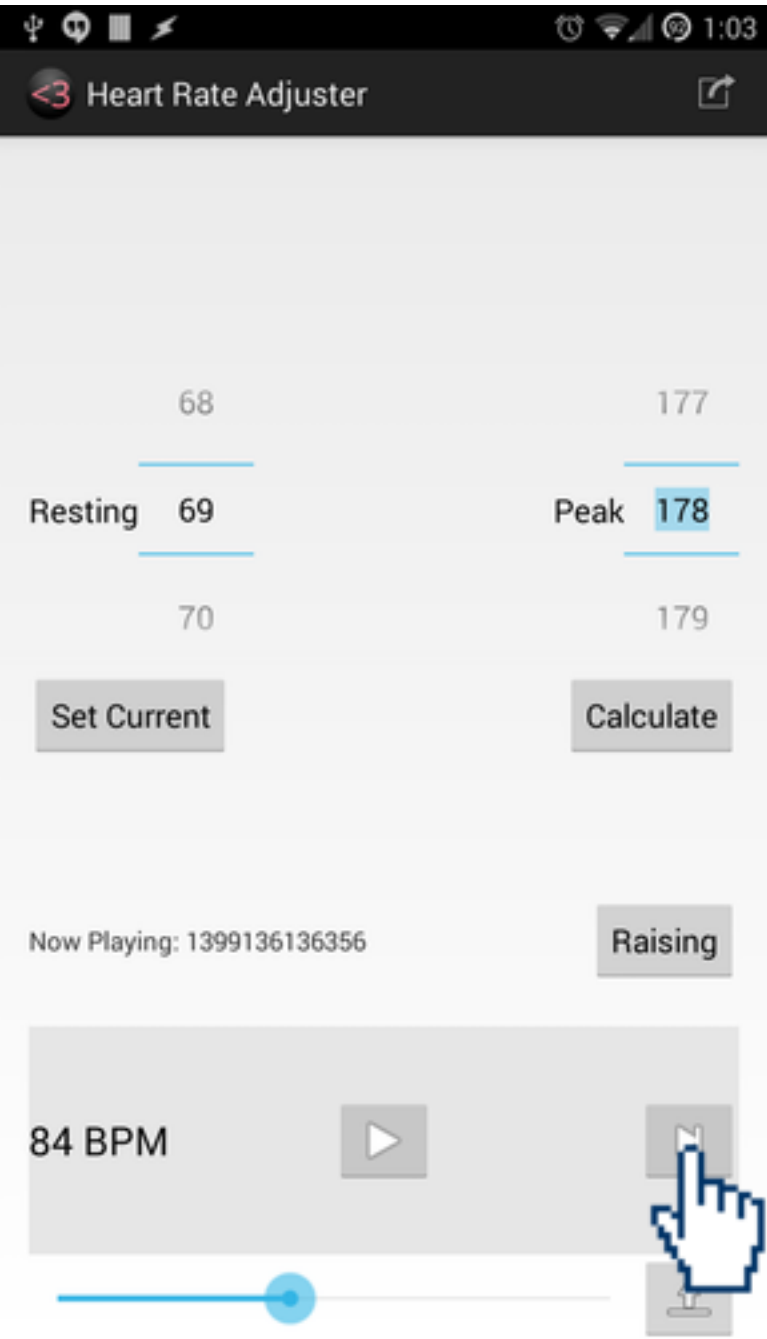 92 1:03
<3 Heart Rate Adjuster
68 177
Resting 69 Peak 178
70 179
Set Current Calculate
Now Playing: 1399136136356 Raising
84 BPM